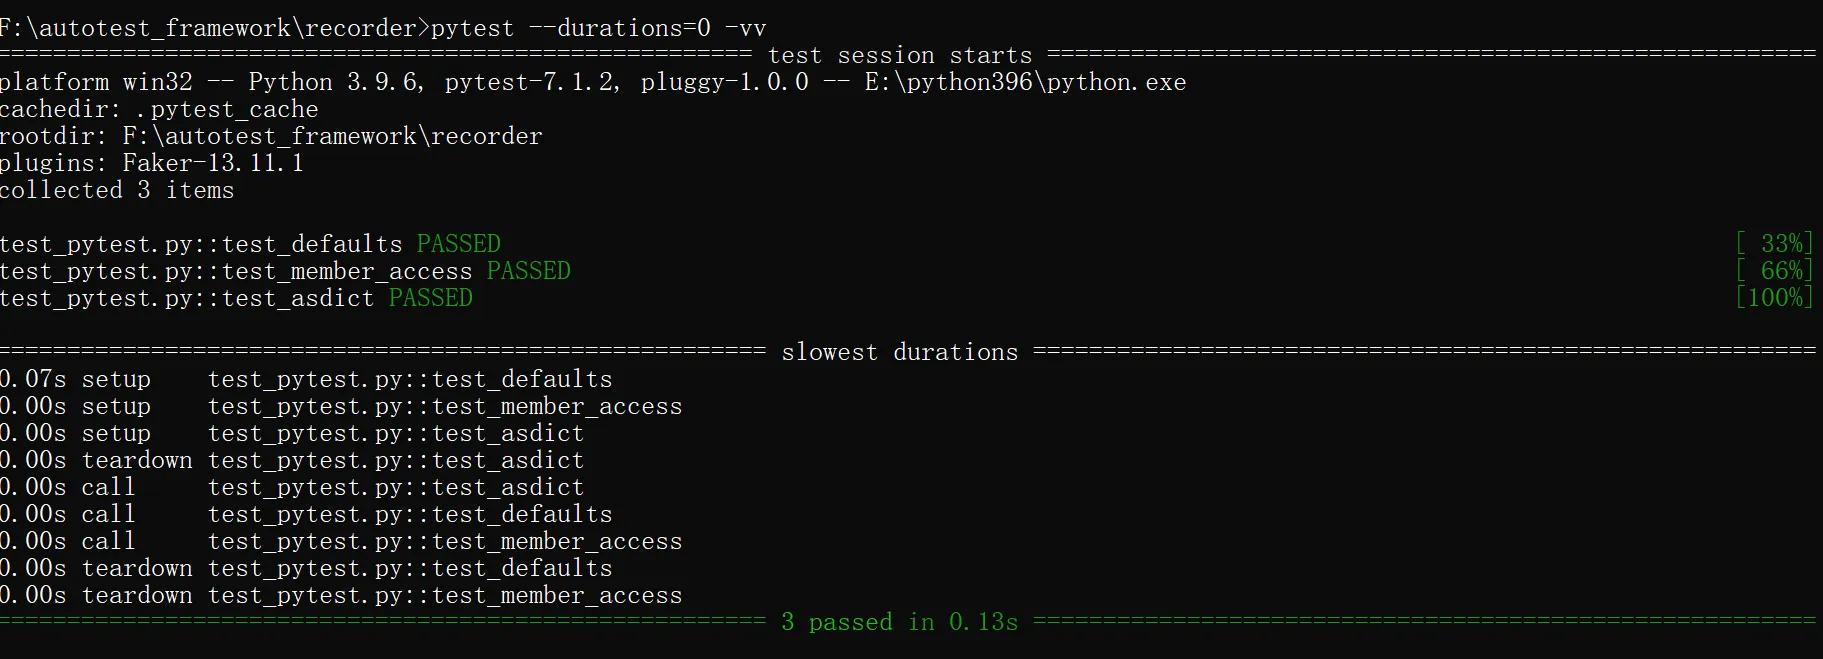 F:\autotest_framework\recorder>pytest --durations=0 -vv
====================================================== test session starts =======================================================
platform win32 -- Python 3.9.6, pytest-7.1.2, pluggy-1.0.0 -- E:\python396\python.exe
cachedir: .pytest_cache
rootdir: F:\autotest_framework\recorder
plugins: Faker-13.11.1
collected 3 items
test_pytest.py::test_defaults PASSED [ 33%]
test_pytest.py::test_member_access PASSED [ 66%]
test_pytest.py::test_asdict PASSED [100%]
======================================================= slowest durations ========================================================
0.07s setup    test_pytest.py::test_defaults
0.00s setup    test_pytest.py::test_member_access
0.00s setup    test_pytest.py::test_asdict
0.00s teardown test_pytest.py::test_asdict
0.00s call     test_pytest.py::test_asdict
0.00s call     test_pytest.py::test_defaults
0.00s call     test_pytest.py::test_member_access
0.00s teardown test_pytest.py::test_defaults
0.00s teardown test_pytest.py::test_member_access
======================================================= 3 passed in 0.13s ========================================================